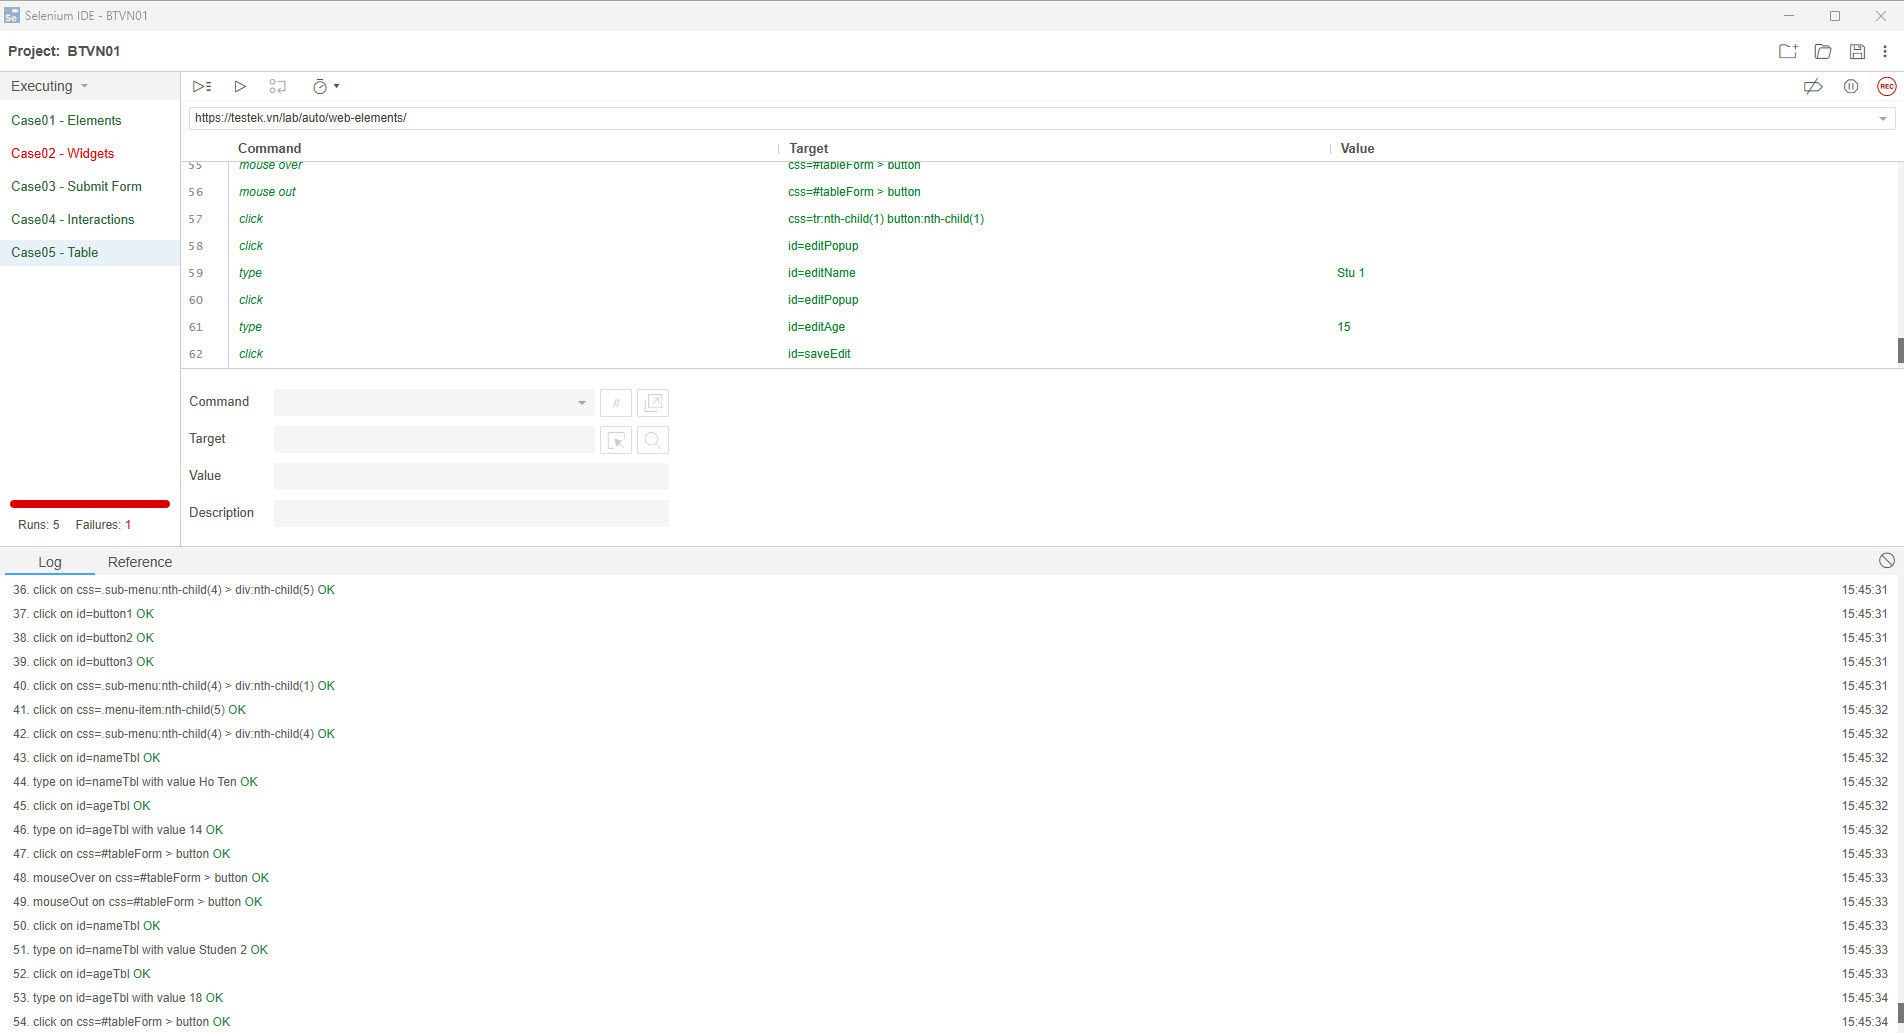 Selenium IDE - BTVN01
Project: BTVN01
Executing
Case01 - Elements
Case02 - Widgets
Case03 - Submit Form
Case04 - Interactions
Case05 - Table
Runs: 5 Failures: 1
REC
https://testek.vn/lab/auto/web-elements/
Command Target Value
55 mouse over css=#tableForm > button
56 mouse out css=#tableForm > button
57 click css=tr:nth-child(1) button:nth-child(1)
58 click id=editPopup
59 type id=editName Stu 1
60 click id=editPopup
61 type id=editAge 15
62 click id=saveEdit
Command //
Target
Value
Description
Log Reference
36. click on css=.sub-menu:nth-child(4) > div:nth-child(5) OK 15:45:31
37. click on id=button1 OK 15:45:31
38. click on id=button2 OK 15:45:31
39. click on id=button3 OK 15:45:31
40. click on css=.sub-menu:nth-child(4) > div:nth-child(1) OK 15:45:31
41. click on css=.menu-item:nth-child(5) OK 15:45:32
42. click on css=.sub-menu:nth-child(4) > div:nth-child(4) OK 15:45:32
43. click on id=nameTbl OK 15:45:32
44. type on id=nameTbl with value Ho Ten OK 15:45:32
45. click on id=ageTbl OK 15:45:32
46. type on id=ageTbl with value 14 OK 15:45:32
47. click on css=#tableForm > button OK 15:45:33
48. mouseOver on css=#tableForm > button OK 15:45:33
49. mouseOut on css=#tableForm > button OK 15:45:33
50. click on id=nameTbl OK 15:45:33
51. type on id=nameTbl with value Studen 2 OK 15:45:33
52. click on id=ageTbl OK 15:45:33
53. type on id=ageTbl with value 18 OK 15:45:34
54. click on css=#tableForm > button OK 15:45:34